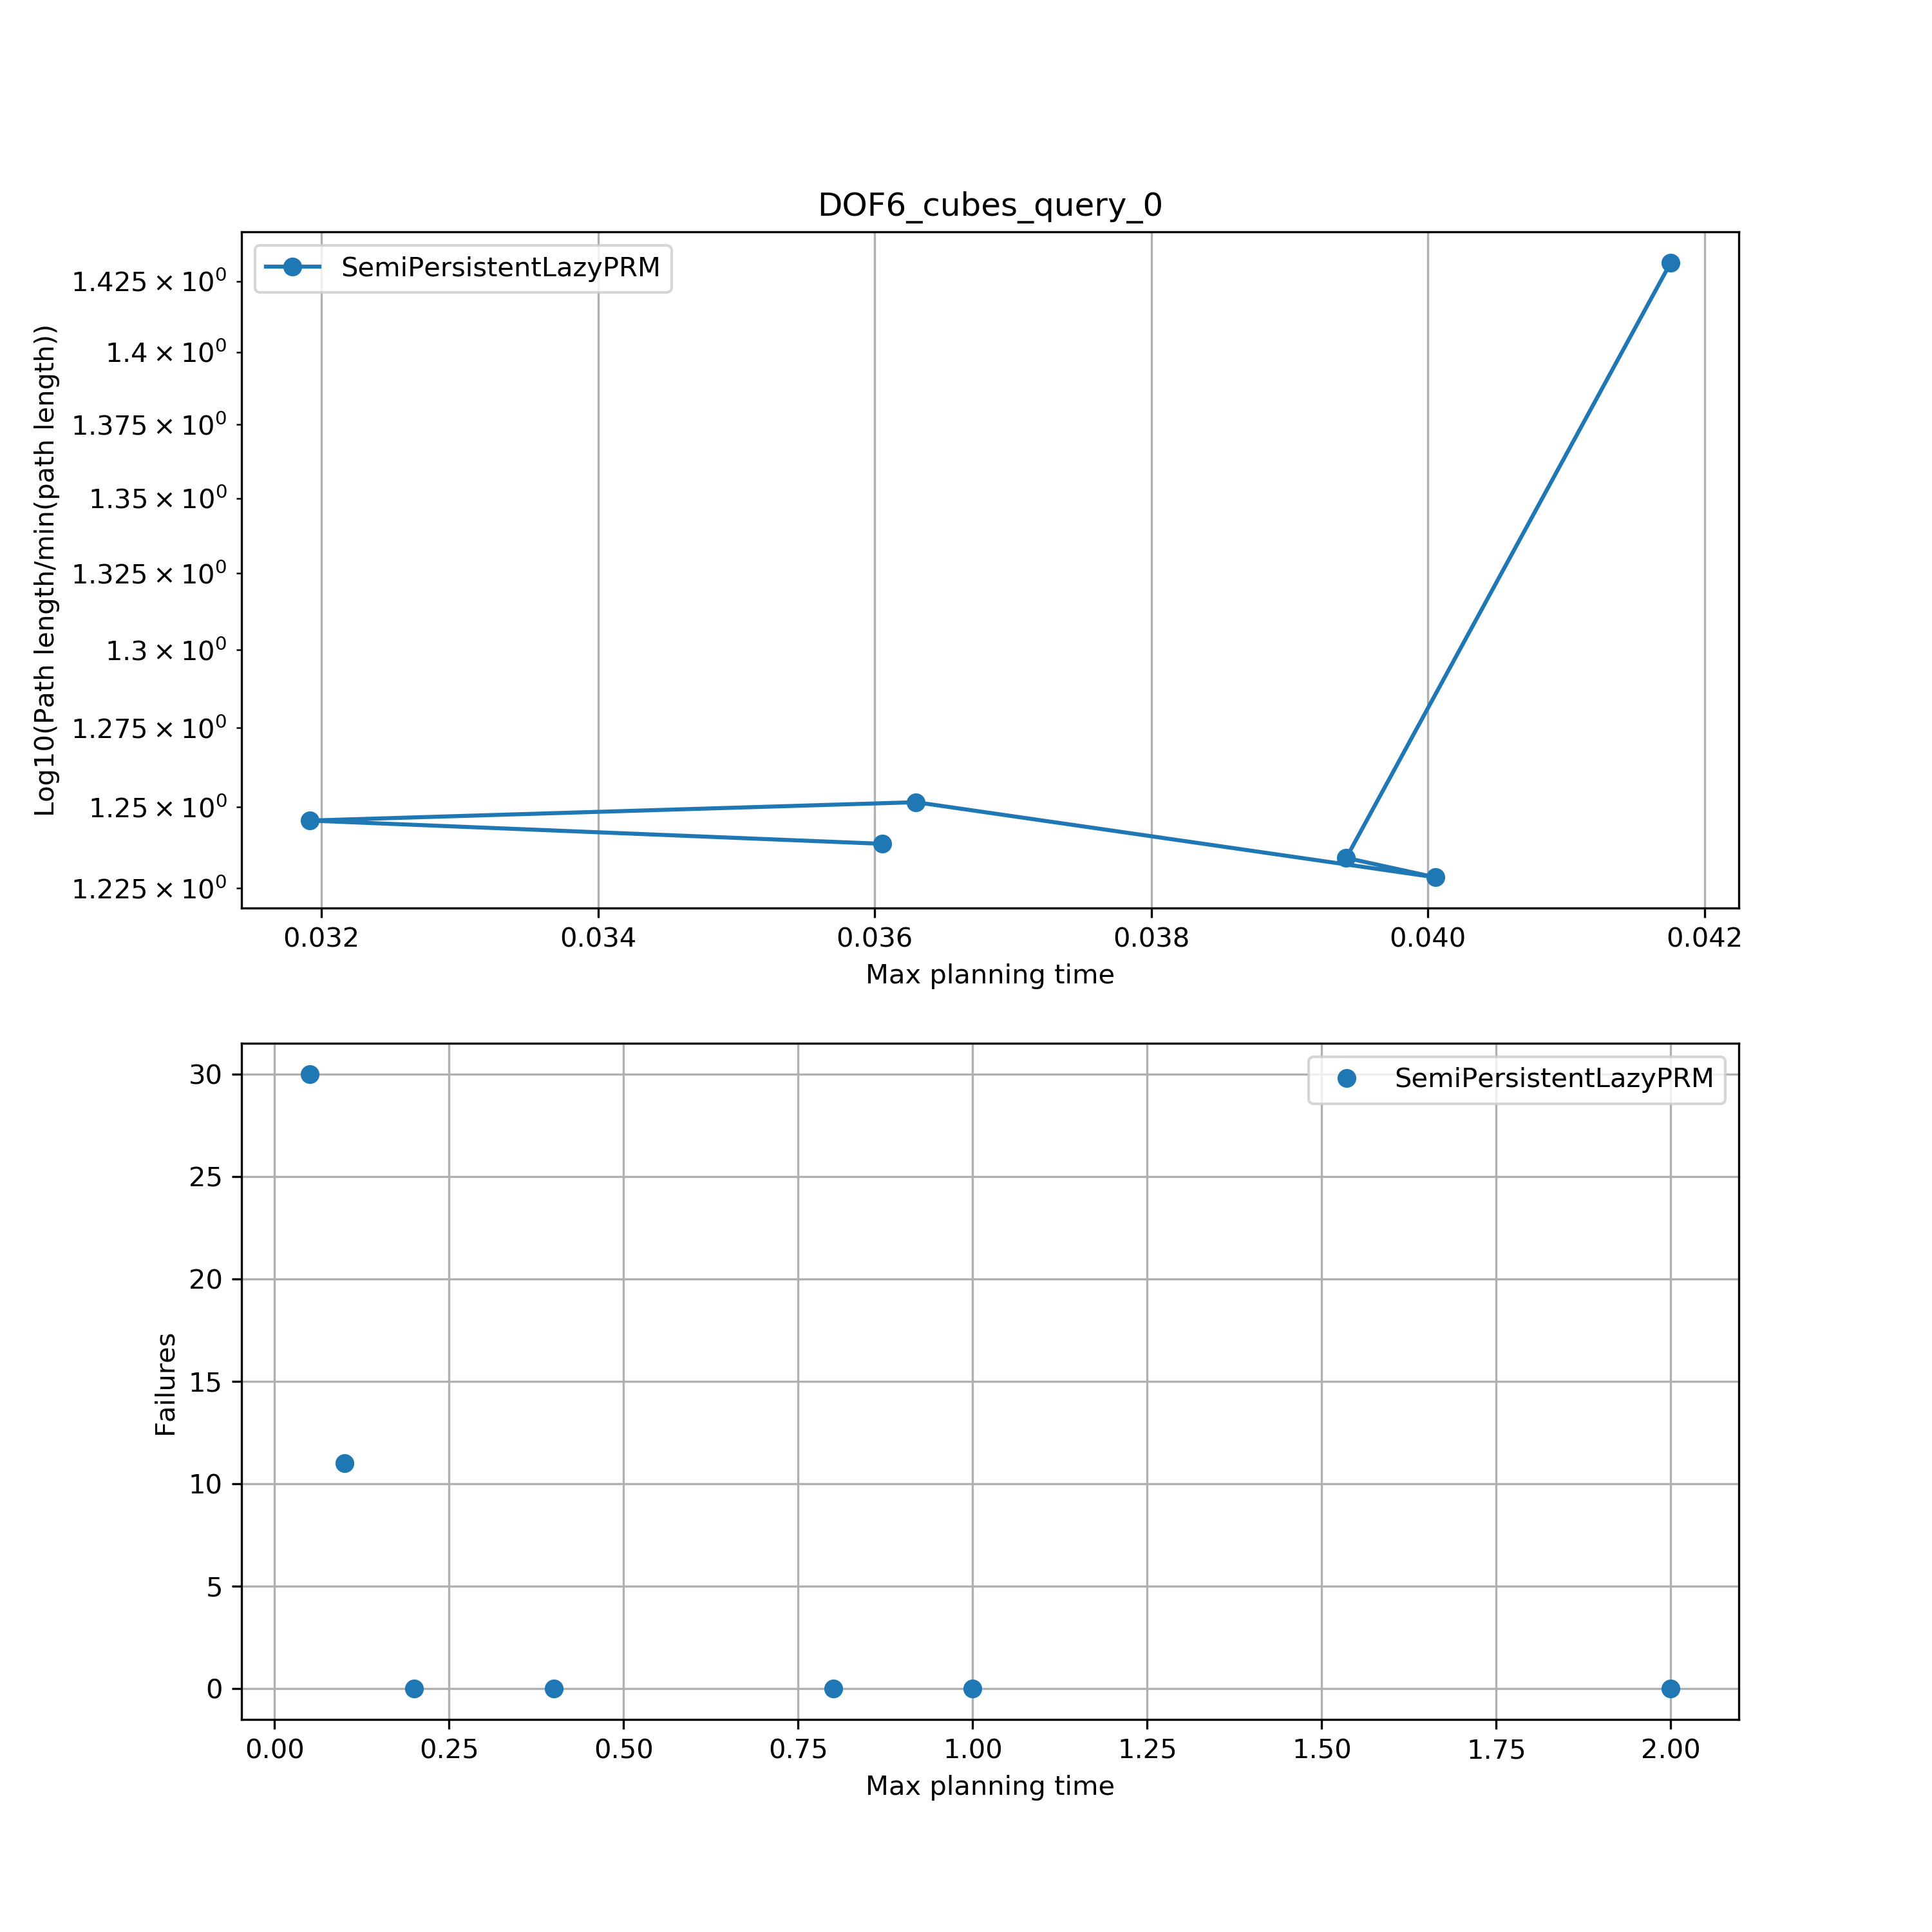 DOF6_cubes_query_0
SemiPersistentLazyPRM
Log10(Path length/min(path length))
1.425 × 10⁰
1.4 × 10⁰
1.375 × 10⁰
1.35 × 10⁰
1.325 × 10⁰
1.3 × 10⁰
1.275 × 10⁰
1.25 × 10⁰
1.225 × 10⁰
0.032 0.034 0.036 0.038 0.040 0.042
Max planning time
SemiPersistentLazyPRM
Failures
30
25
20
15
10
5
0
0.00 0.25 0.50 0.75 1.00 1.25 1.50 1.75 2.00
Max planning time